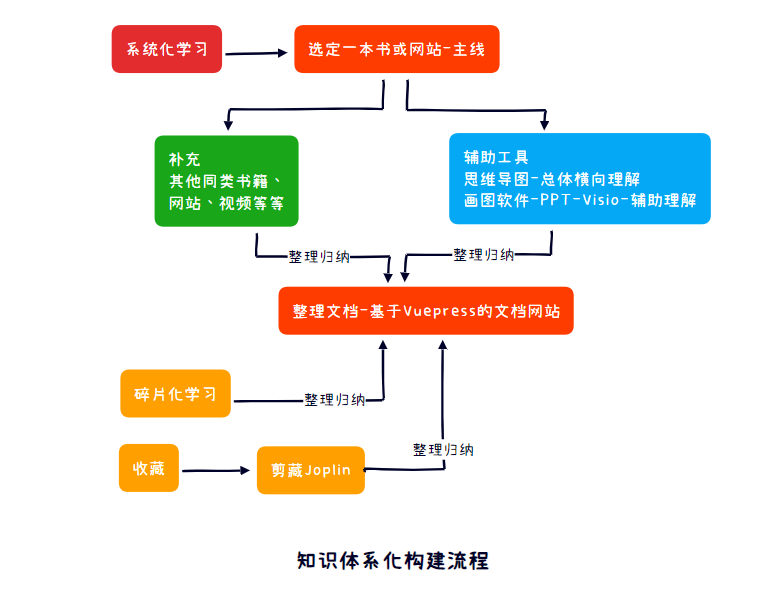 系统化学习
选定一本书或网站-主线
补充
其他同类书籍、
网站、视频等等
辅助工具
思维导图-总体横向理解
画图软件-PPT-Visio-辅助理解
整理归纳
整理归纳
整理文档-基于Vuepress的文档网站
碎片化学习
整理归纳
整理归纳
收藏
剪藏Joplin
知识体系化构建流程